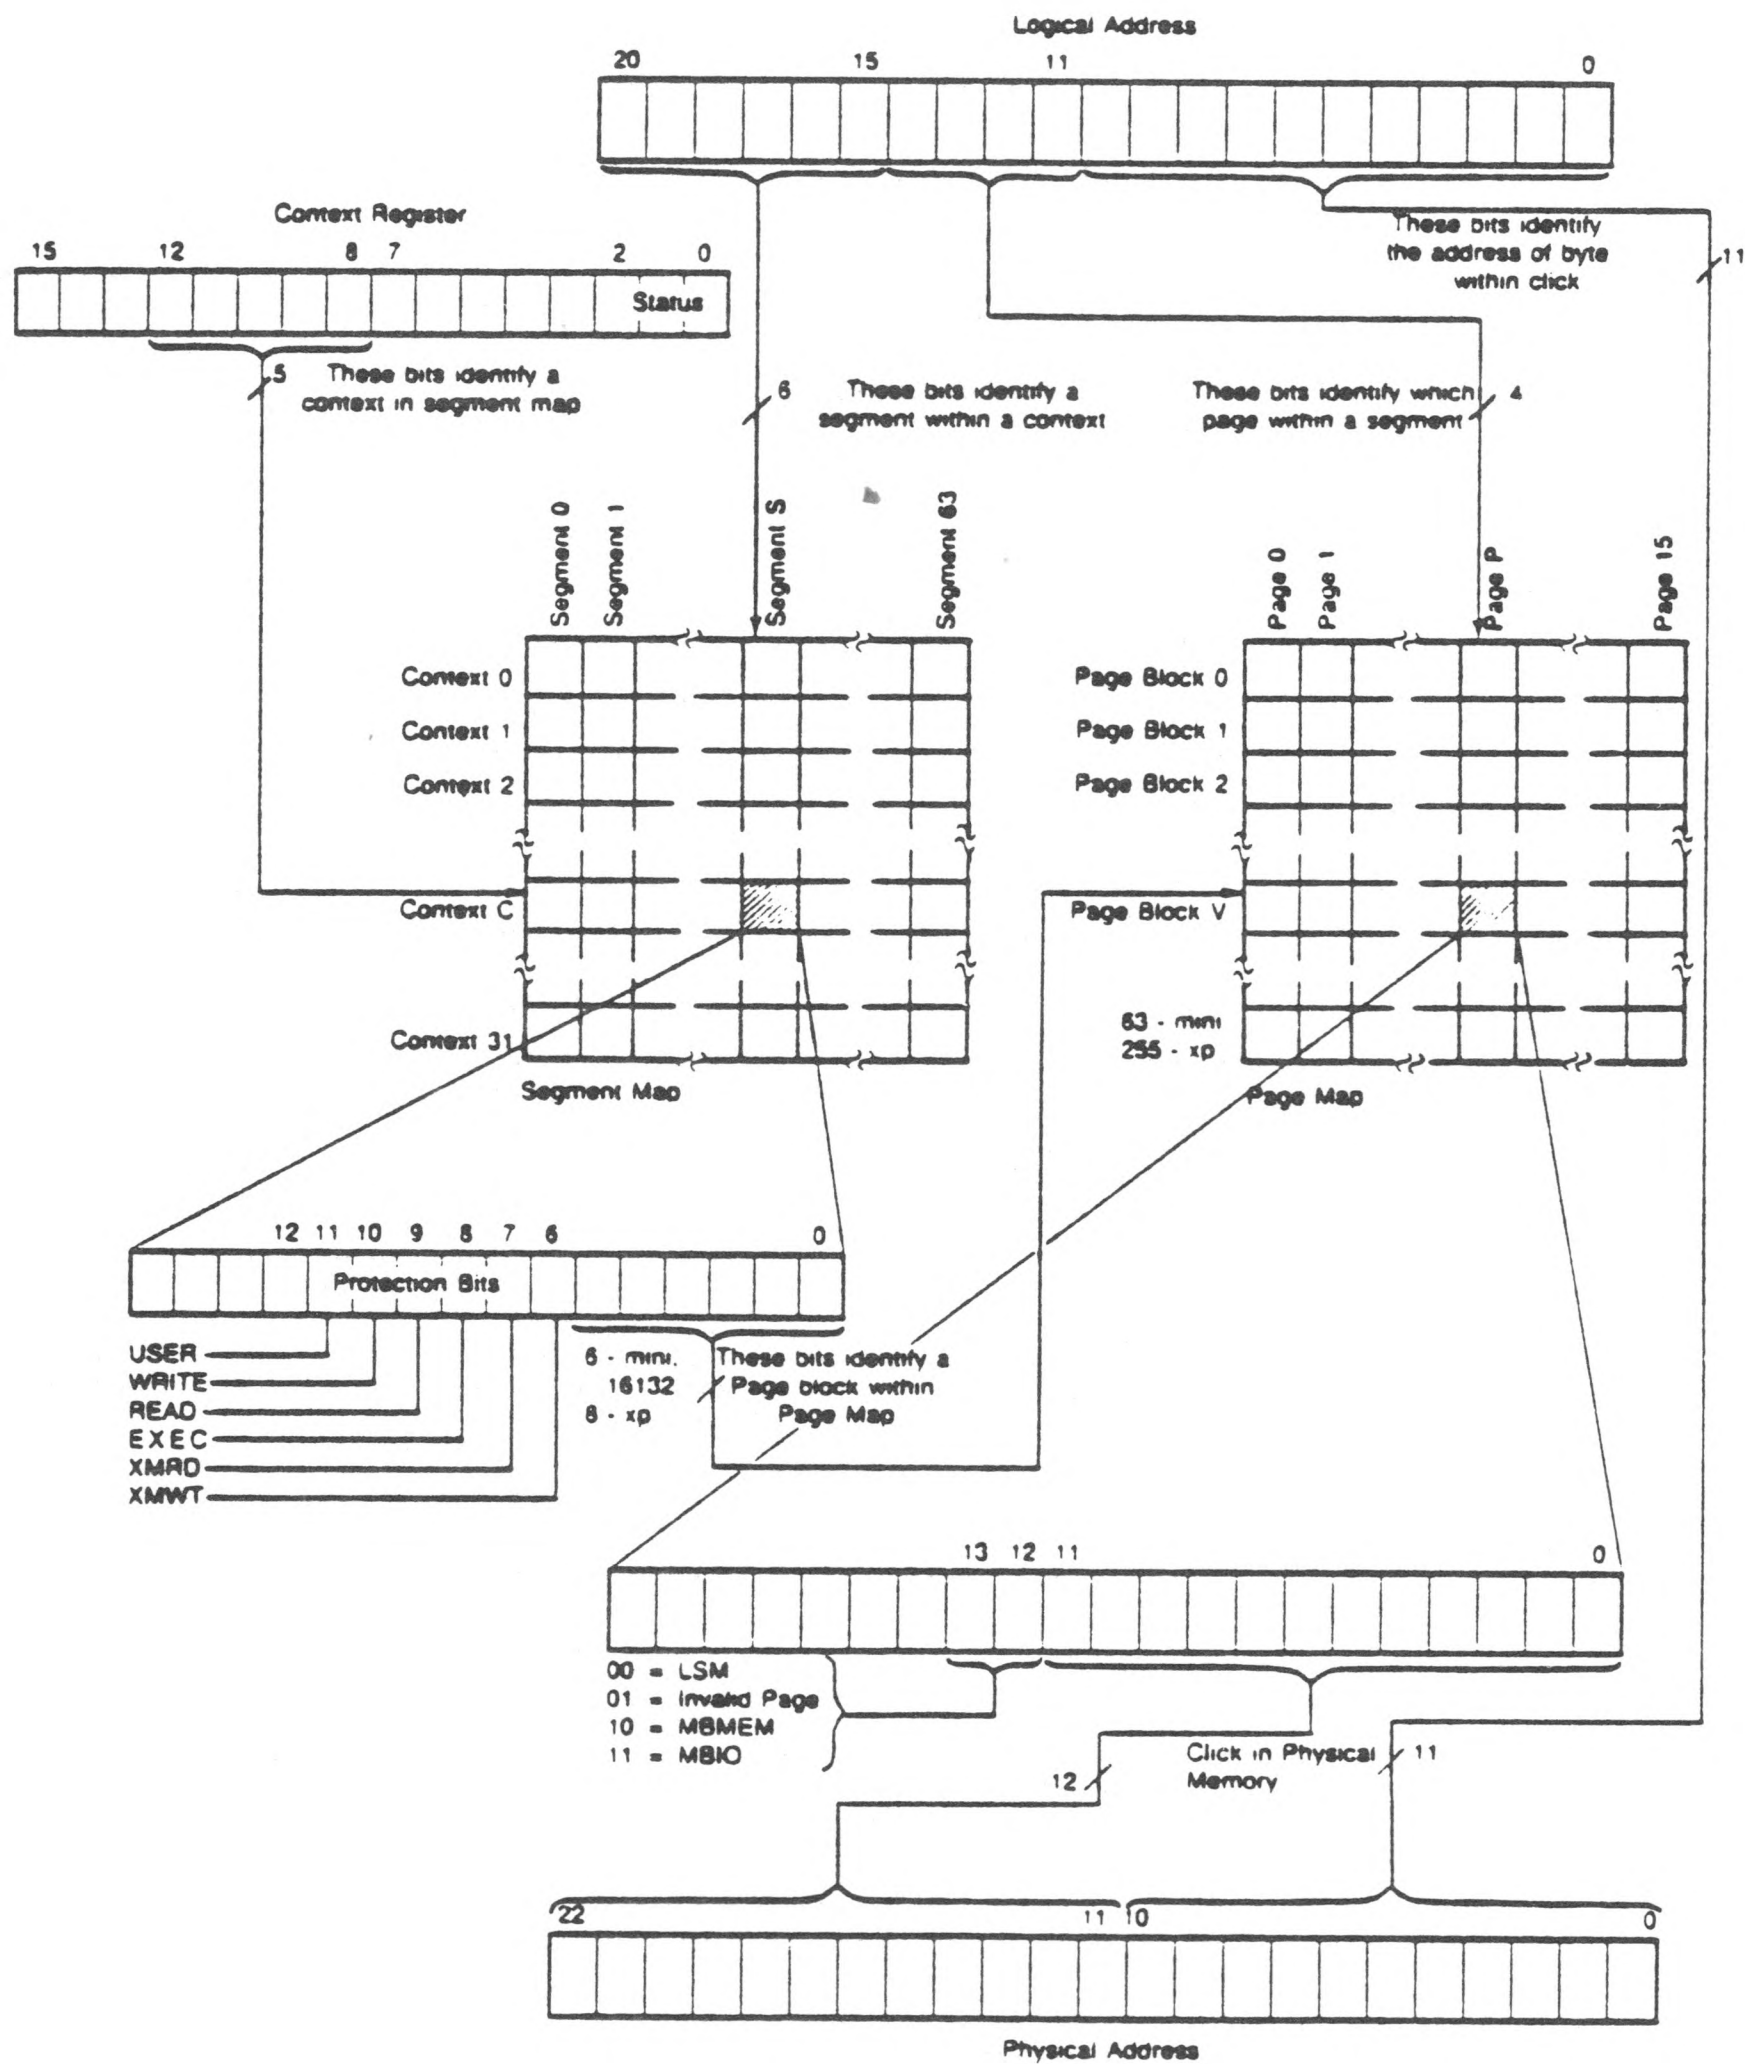 Logical Address
20 15 11 0
Context Register
15 12 8 7 2 0
Status
These bits identify
the address of byte
within click
11
5
These bits identify a
context in segment map
6
These bits identify a
segment within a context
These bits identify which
page within a segment
4
Segment 0
Segment 1
Segment S
Segment 63
Page 0
Page 1
Page P
Page 15
Context 0
Context 1
Context 2
Context C
Context 31
Segment Map
Page Block 0
Page Block 1
Page Block 2
Page Block V
63 - mini
255 - xp
Page Map
12 11 10 9 8 7 6 0
Protection Bits
USER
WRITE
READ
EXEC
XMRD
XMWT
6 - mini.
16132
8 - xp
These bits identify a
Page block within
Page Map
13 12 11 0
00 = LSM
01 = Invalid Page
10 = MBMEM
11 = MBIO
12
Click in Physical
Memory
11
22 11 10 0
Physical Address